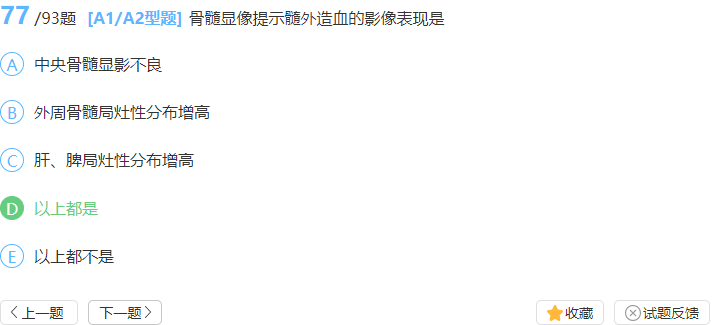 77 /93题 [A1/A2型题] 骨髓显像提示髓外造血的影像表现是
A 中央骨髓显影不良
B 外周骨髓局灶性分布增高
C 肝、脾局灶性分布增高
D 以上都是
E 以上都不是
上一题 下一题 收藏 试题反馈